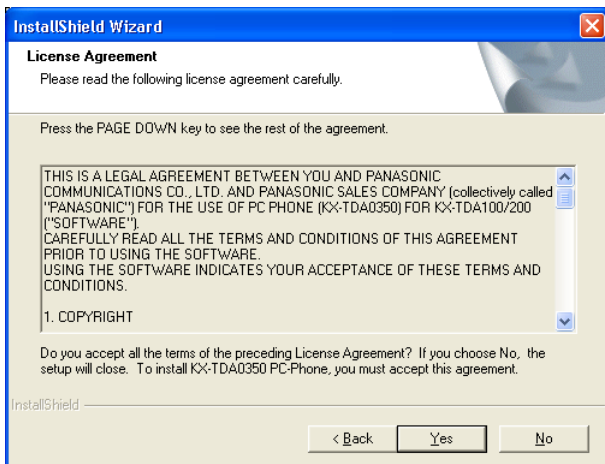 InstallShield Wizard
License Agreement
Please read the following license agreement carefully.
Press the PAGE DOWN key to see the rest of the agreement.
THIS IS A LEGAL AGREEMENT BETWEEN YOU AND PANASONIC
COMMUNICATIONS CO., LTD. AND PANASONIC SALES COMPANY (collectively called
"PANASONIC") FOR THE USE OF PC PHONE (KX-TDA0350) FOR KX-TDA100/200
("SOFTWARE").
CAREFULLY READ ALL THE TERMS AND CONDITIONS OF THIS AGREEMENT
PRIOR TO USING THE SOFTWARE.
USING THE SOFTWARE INDICATES YOUR ACCEPTANCE OF THESE TERMS AND
CONDITIONS.
1. COPYRIGHT
Do you accept all the terms of the preceding License Agreement? If you choose No, the
setup will close. To install KX-TDA0350 PC-Phone, you must accept this agreement.
InstallShield
< Back Yes No